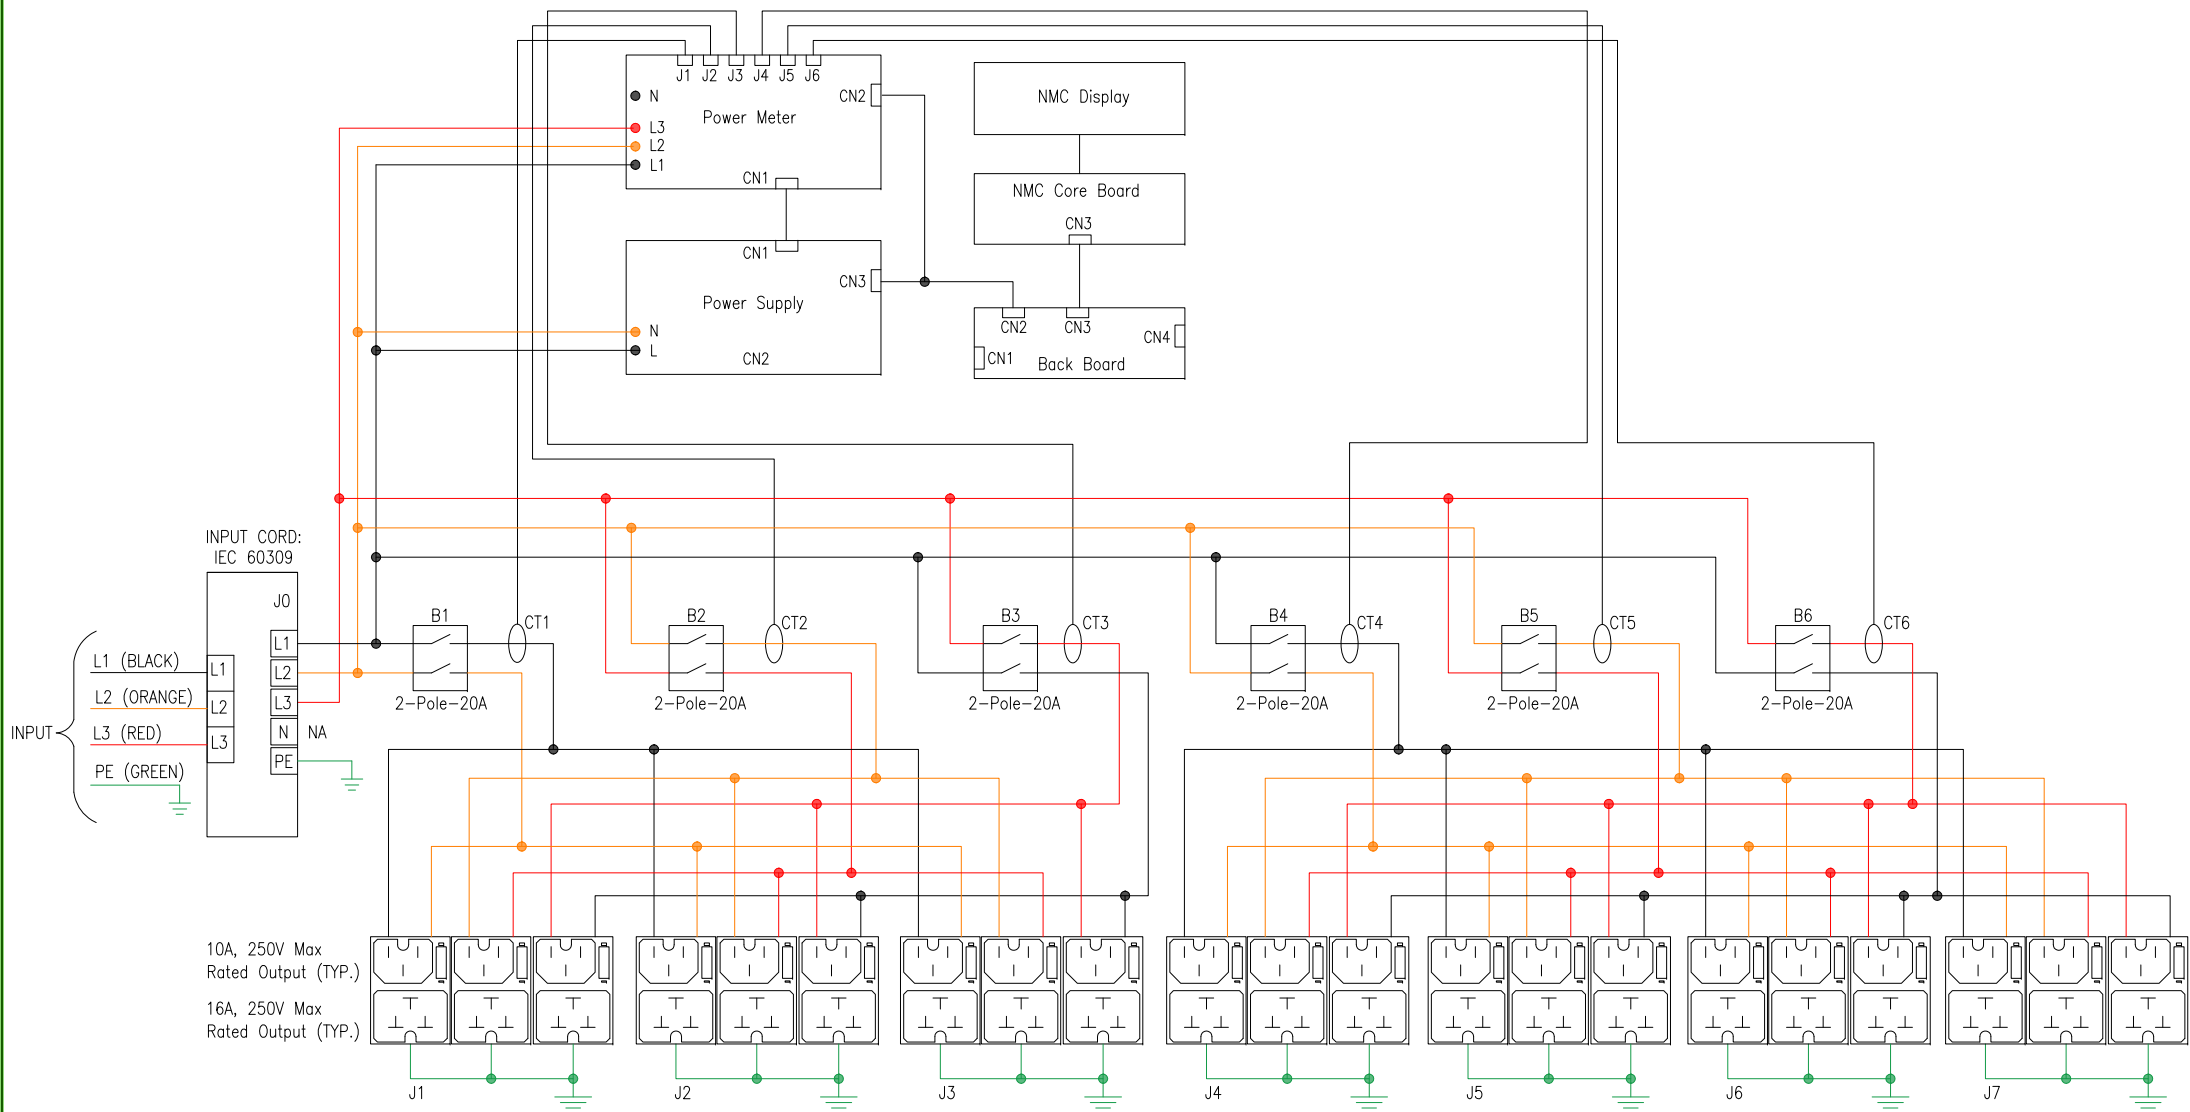 J1 J2 J3 J4 J5 J6
N
CN2
Power Meter
L3
L2
L1
CN1
NMC Display
NMC Core Board
CN3
CN1
CN3
Power Supply
N
L
CN2
CN2 CN3
CN4
CN1
Back Board
INPUT CORD:
IEC 60309
J0
L1
L2
L3
N NA
PE
INPUT
L1 (BLACK)
L2 (ORANGE)
L3 (RED)
PE (GREEN)
L1
L2
L3
B1 CT1
2-Pole-20A
B2 CT2
2-Pole-20A
B3 CT3
2-Pole-20A
B4 CT4
2-Pole-20A
B5 CT5
2-Pole-20A
B6 CT6
2-Pole-20A
10A, 250V Max
Rated Output (TYP.)
16A, 250V Max
Rated Output (TYP.)
J1 J2 J3 J4 J5 J6 J7